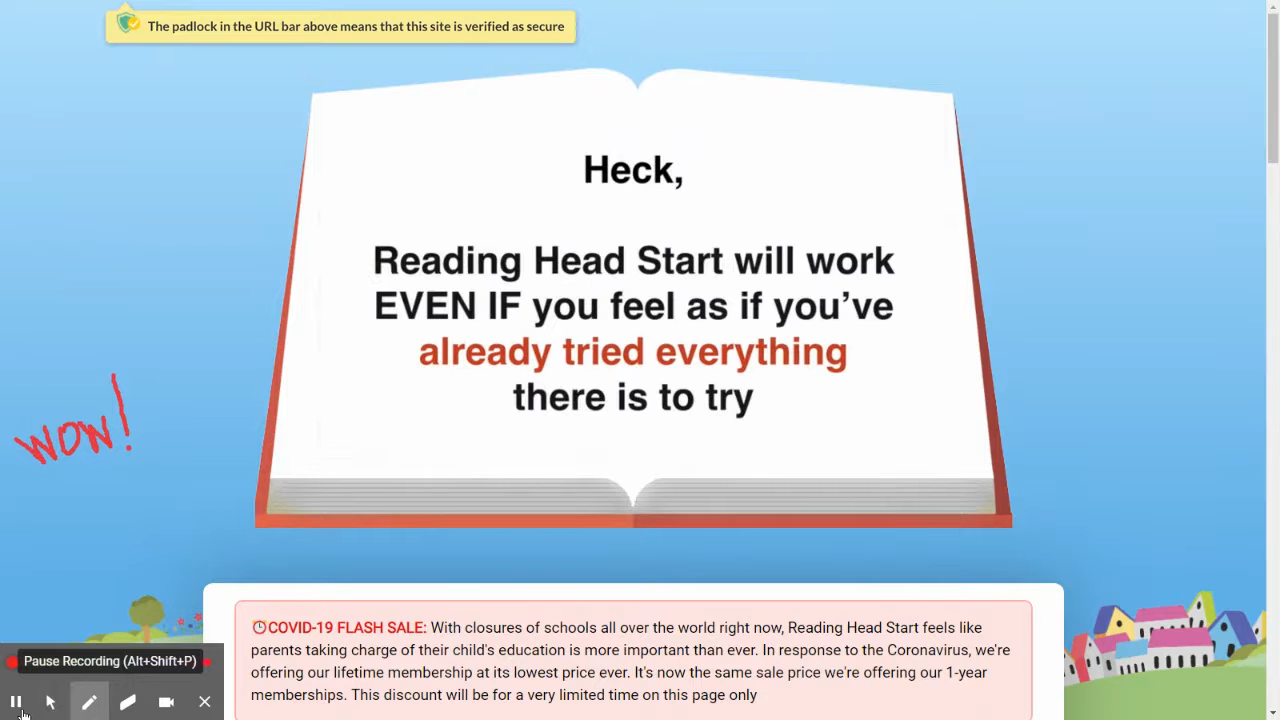 The padlock in the URL bar above means that this site is verified as secure
Heck,
Reading Head Start will work
EVEN IF you feel as if you've
already tried everything
there is to try
wow!
COVID-19 FLASH SALE: With closures of schools all over the world right now, Reading Head Start feels like
parents taking charge of their child's education is more important than ever. In response to the Coronavirus, we're
offering our lifetime membership at its lowest price ever. It's now the same sale price we're offering our 1-year
memberships. This discount will be for a very limited time on this page only
Pause Recording (Alt+Shift+P)